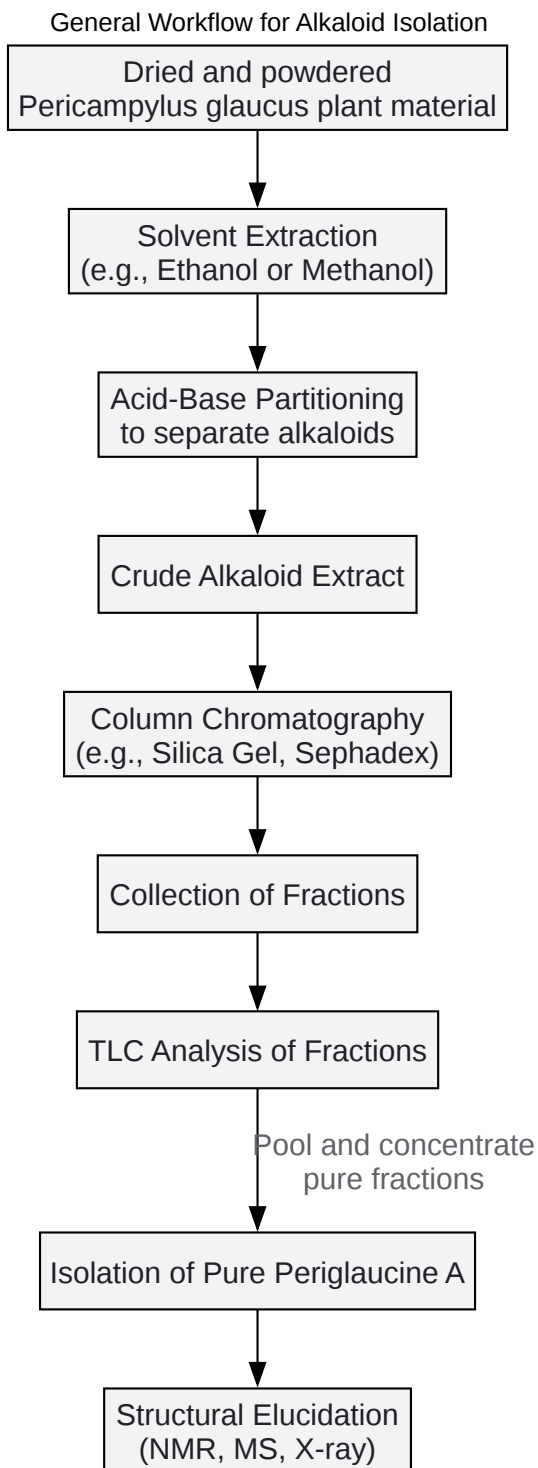 General Workflow for Alkaloid Isolation
Dried and powdered
Pericampylus glaucus plant material
Solvent Extraction
(e.g., Ethanol or Methanol)
Acid-Base Partitioning
to separate alkaloids
Crude Alkaloid Extract
Column Chromatography
(e.g., Silica Gel, Sephadex)
Collection of Fractions
TLC Analysis of Fractions
Pool and concentrate
pure fractions
Isolation of Pure Periglaucine A
Structural Elucidation
(NMR, MS, X-ray)